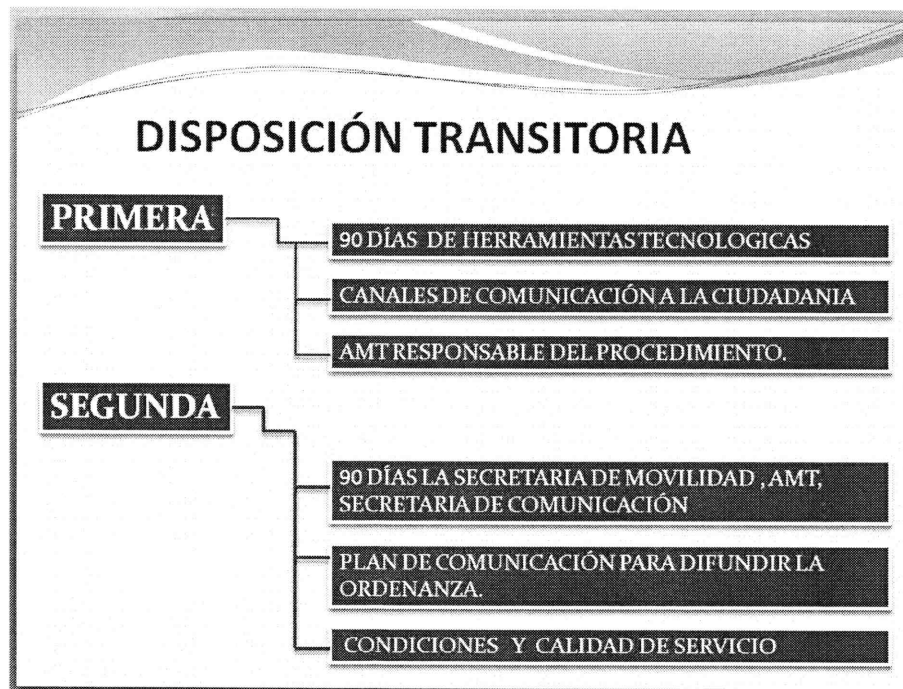 DISPOSICIÓN TRANSITORIA
PRIMERA
90 DÍAS DE HERRAMIENTAS TECNOLOGICAS
CANALES DE COMUNICACIÓN A LA CIUDADANIA
AMT RESPONSABLE DEL PROCEDIMIENTO.
SEGUNDA
90 DÍAS LA SECRETARIA DE MOVILIDAD , AMT,
SECRETARIA DE COMUNICACIÓN
PLAN DE COMUNICACIÓN PARA DIFUNDIR LA
ORDENANZA.
CONDICIONES Y CALIDAD DE SERVICIO